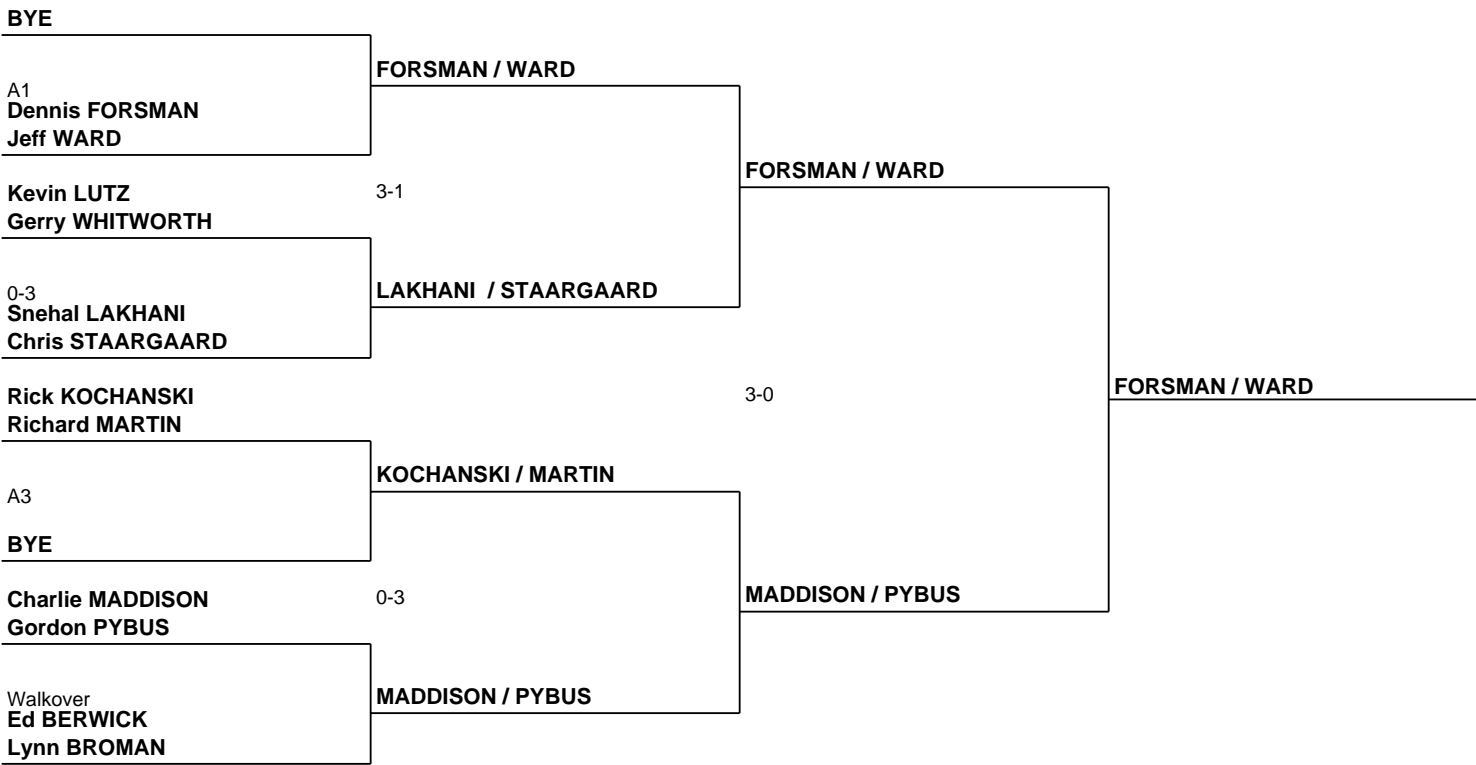 BYE
FORSMAN / WARD
A1
Dennis FORSMAN
Jeff WARD
FORSMAN / WARD
Kevin LUTZ
3-1
Gerry WHITWORTH
0-3
LAKHANI / STAARGAARD
Snehal LAKHANI
Chris STAARGAARD
Rick KOCHANSKI
3-0
FORSMAN / WARD
Richard MARTIN
KOCHANSKI / MARTIN
A3
BYE
Charlie MADDISON
0-3
MADDISON / PYBUS
Gordon PYBUS
Walkover
MADDISON / PYBUS
Ed BERWICK
Lynn BROMAN